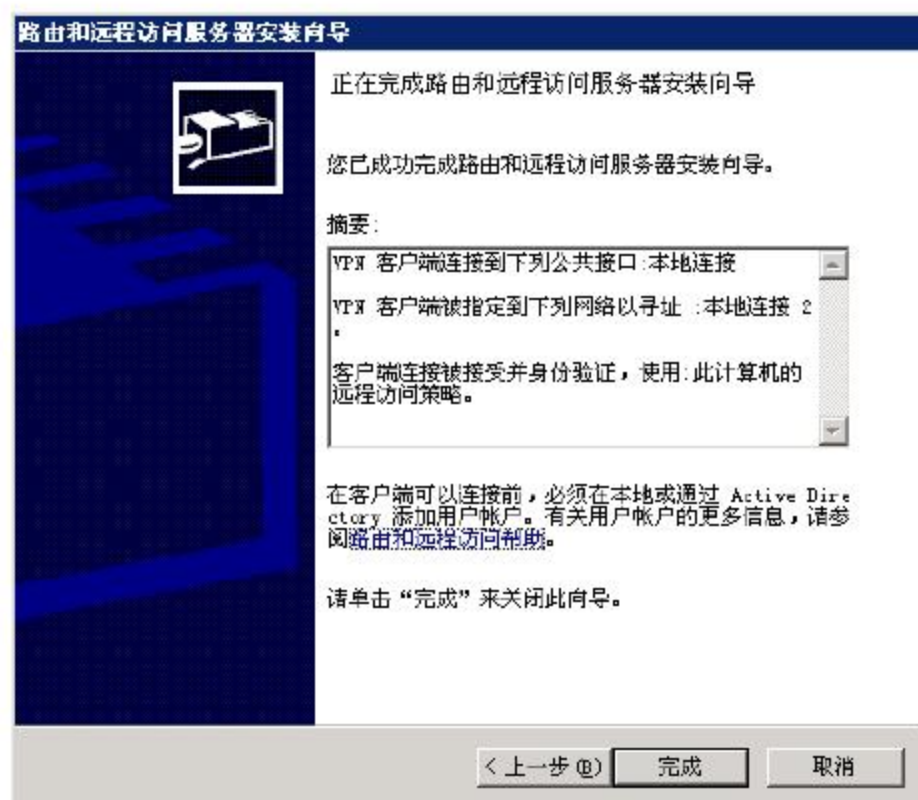 路由和远程访问服务器安装向导
正在完成路由和远程访问服务器安装向导
您已成功完成路由和远程访问服务器安装向导。
摘要:
VPN 客户端连接到下列公共接口:本地连接
VPN 客户端被指定到下列网络以寻址 :本地连接 2
。
客户端连接被接受并身份验证，使用:此计算机的
远程访问策略。
在客户端可以连接前，必须在本地或通过 Active Dire
ctory 添加用户帐户。有关用户帐户的更多信息，请参
阅路由和远程访问帮助。
请单击“完成”来关闭此向导。
< 上一步(B)
完成
取消